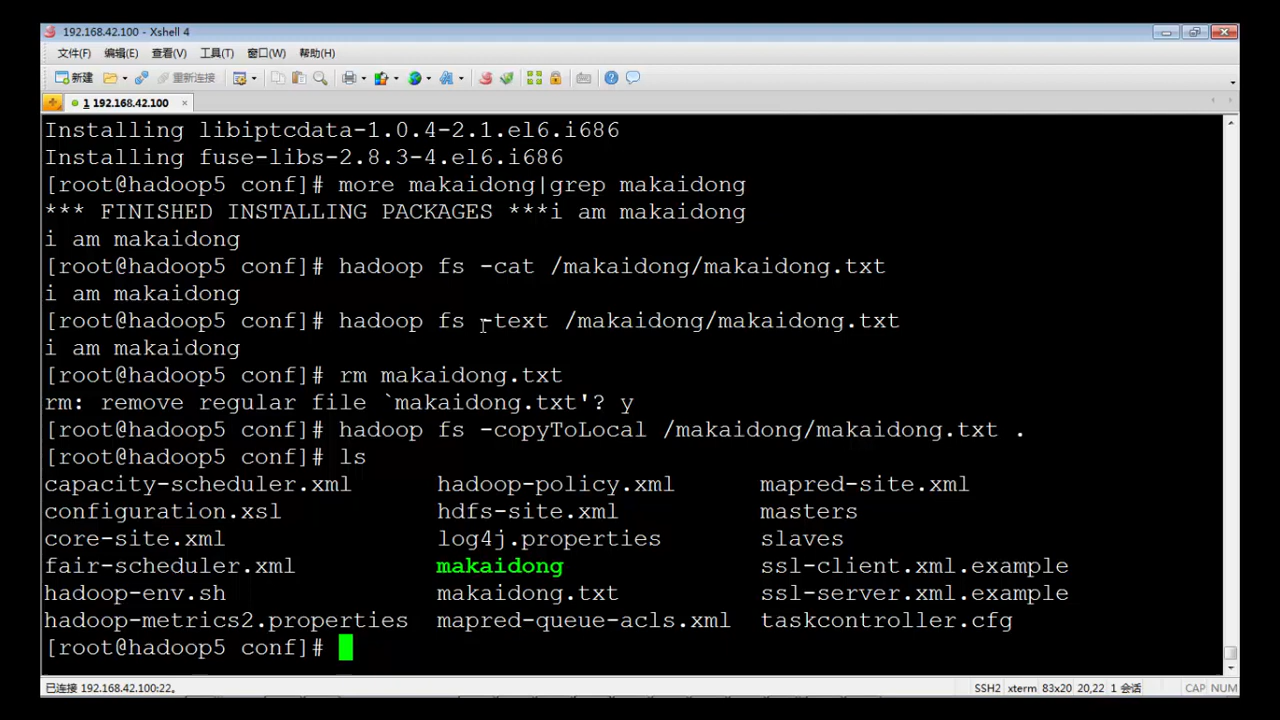 192.168.42.100 - Xshell 4
文件(F) 编辑(E) 查看(V) 工具(T) 窗口(W) 帮助(H)
新建 重新连接
1 192.168.42.100
Installing libiptcdata-1.0.4-2.1.el6.i686
Installing fuse-libs-2.8.3-4.el6.i686
[root@hadoop5 conf]# more makaidong|grep makaidong
*** FINISHED INSTALLING PACKAGES ***i am makaidong
i am makaidong
[root@hadoop5 conf]# hadoop fs -cat /makaidong/makaidong.txt
i am makaidong
[root@hadoop5 conf]# hadoop fs -text /makaidong/makaidong.txt
i am makaidong
[root@hadoop5 conf]# rm makaidong.txt
rm: remove regular file `makaidong.txt'? y
[root@hadoop5 conf]# hadoop fs -copyToLocal /makaidong/makaidong.txt .
[root@hadoop5 conf]# ls
capacity-scheduler.xml hadoop-policy.xml mapred-site.xml
configuration.xsl hdfs-site.xml masters
core-site.xml log4j.properties slaves
fair-scheduler.xml makaidong ssl-client.xml.example
hadoop-env.sh makaidong.txt ssl-server.xml.example
hadoop-metrics2.properties mapred-queue-acls.xml taskcontroller.cfg
[root@hadoop5 conf]#
已连接 192.168.42.100:22。 SSH2 xterm 83x20 20,22 1 会话 CAP NUM